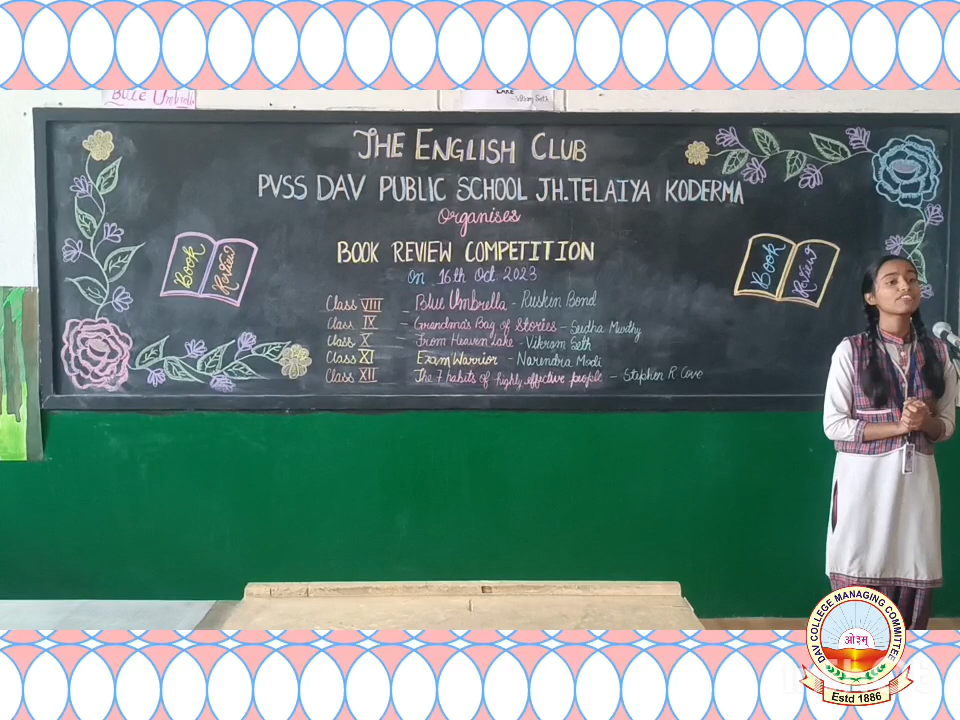 Blue Umbrella
LAKE
- Vikram Seth
THE ENGLISH CLUB
PVSS DAV PUBLIC SCHOOL JH.TELAIYA KODERMA
Organises
BOOK REVIEW COMPETITION
On 16th Oct 2023
Book Review
Book Review
Class VIII - Blue Umbrella - Ruskin Bond
Class IX - Grandma's Bag of Stories - Sudha Murthy
Class X - From Heaven Lake - Vikram Seth
Class XI Exam Warrior - Narendra Modi
Class XII The 7 habits of highly effective people - Stephen R Cove
DAV COLLEGE MANAGING COMMITTEE
ओ३म्
Estd 1886